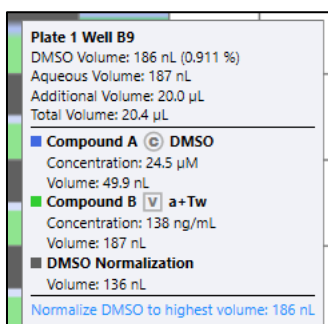 Plate 1 Well B9
DMSO Volume: 186 nL (0.911 %)
Aqueous Volume: 187 nL
Additional Volume: 20.0 µL
Total Volume: 20.4 µL
Compound A C DMSO
Concentration: 24.5 µM
Volume: 49.9 nL
Compound B V a+Tw
Concentration: 138 ng/mL
Volume: 187 nL
DMSO Normalization
Volume: 136 nL
Normalize DMSO to highest volume: 186 nL